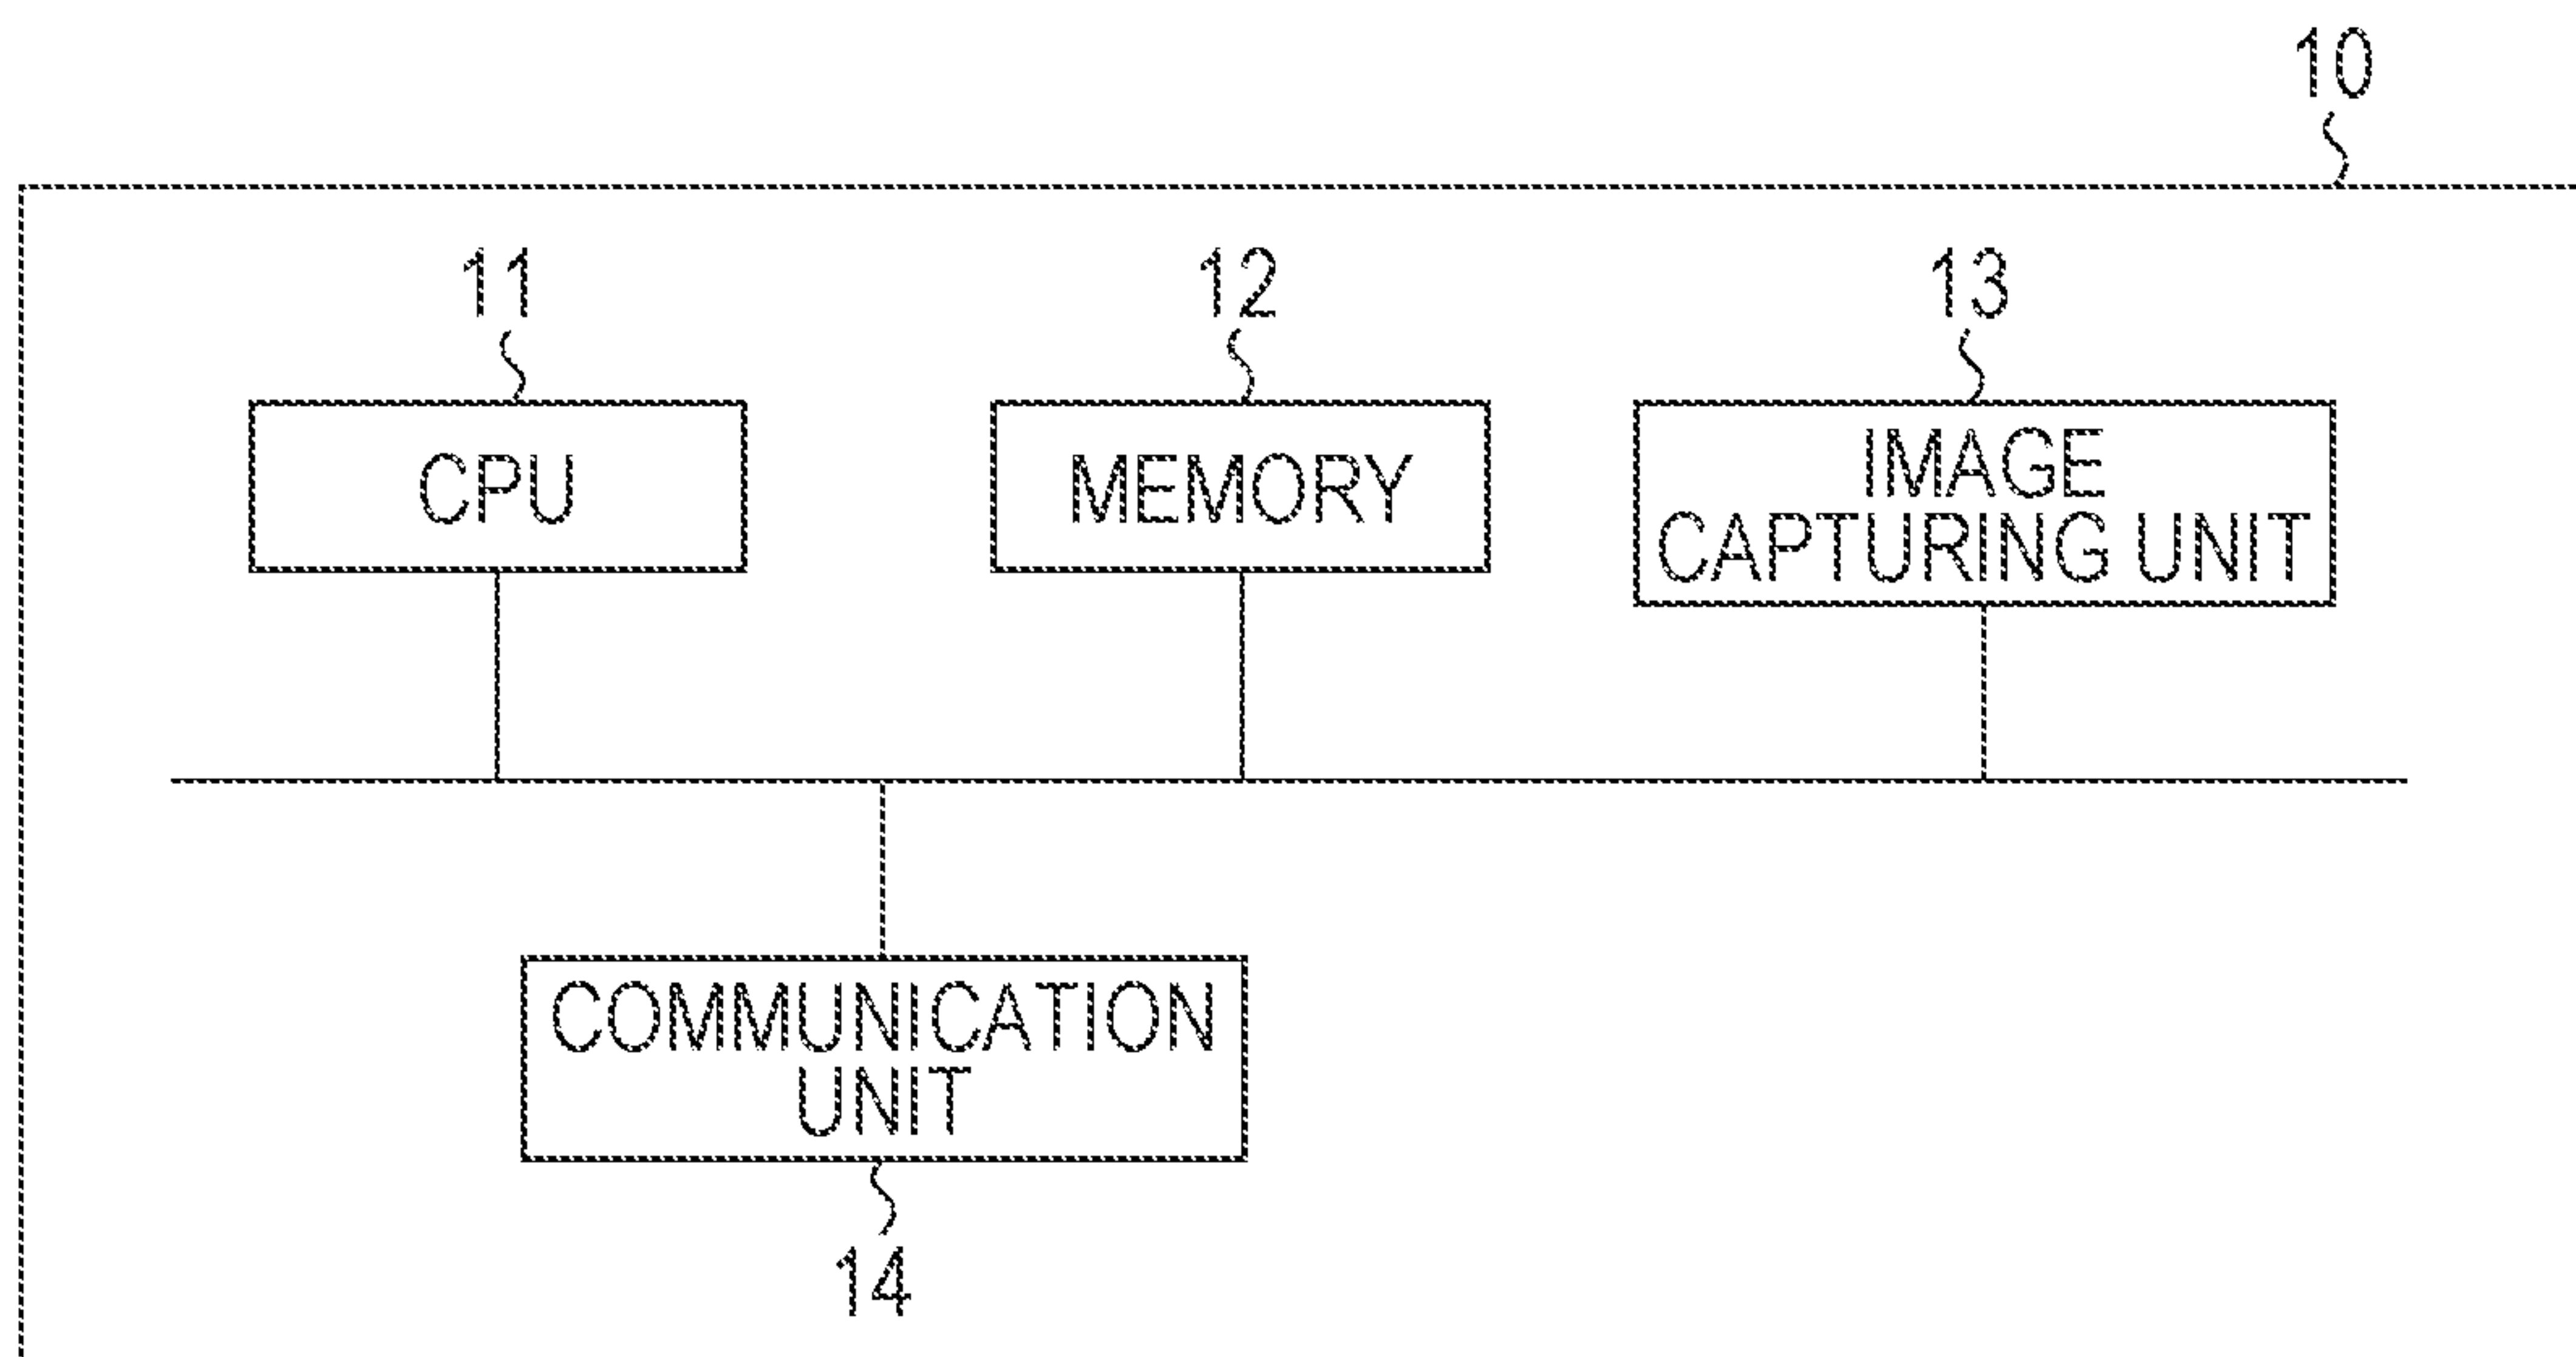 10
11
12
13
CPU
MEMORY
IMAGE
CAPTURING UNIT
COMMUNICATION
UNIT
14